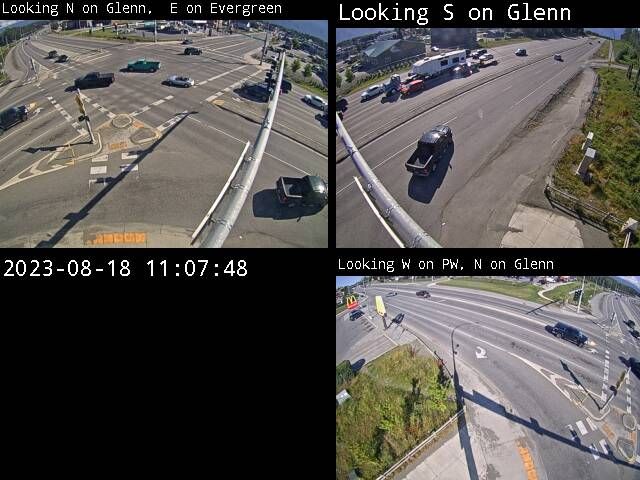 Looking N on Glenn, E on Evergreen
Looking S on Glenn
2023-08-18 11:07:48
Looking W on PW, N on Glenn